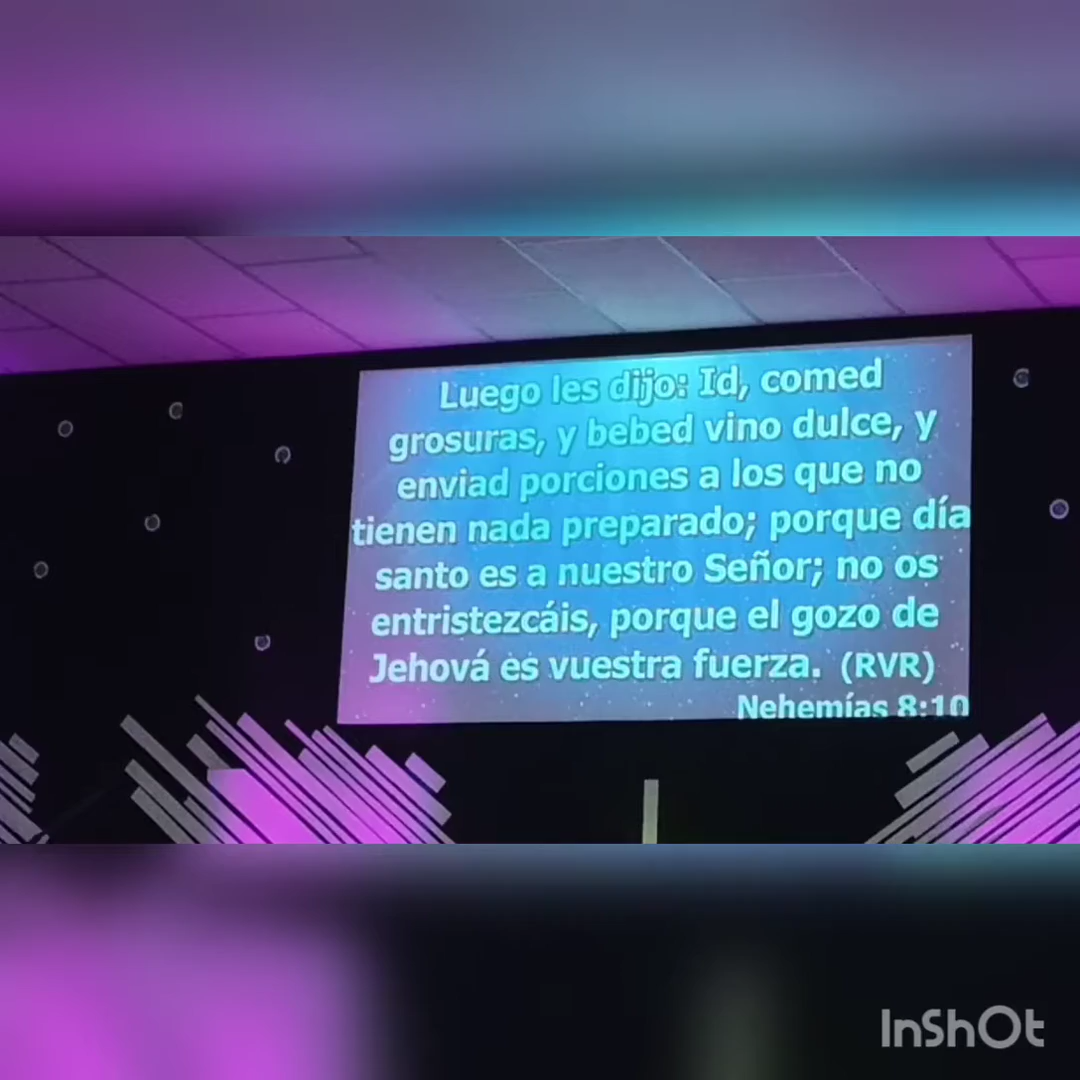 Luego les dijo: Id, comed
grosuras, y bebed vino dulce, y
enviad porciones a los que no
tienen nada preparado; porque día
santo es a nuestro Señor; no os
entristezcáis, porque el gozo de
Jehová es vuestra fuerza. (RVR)
Nehemías 8:10
InShOt